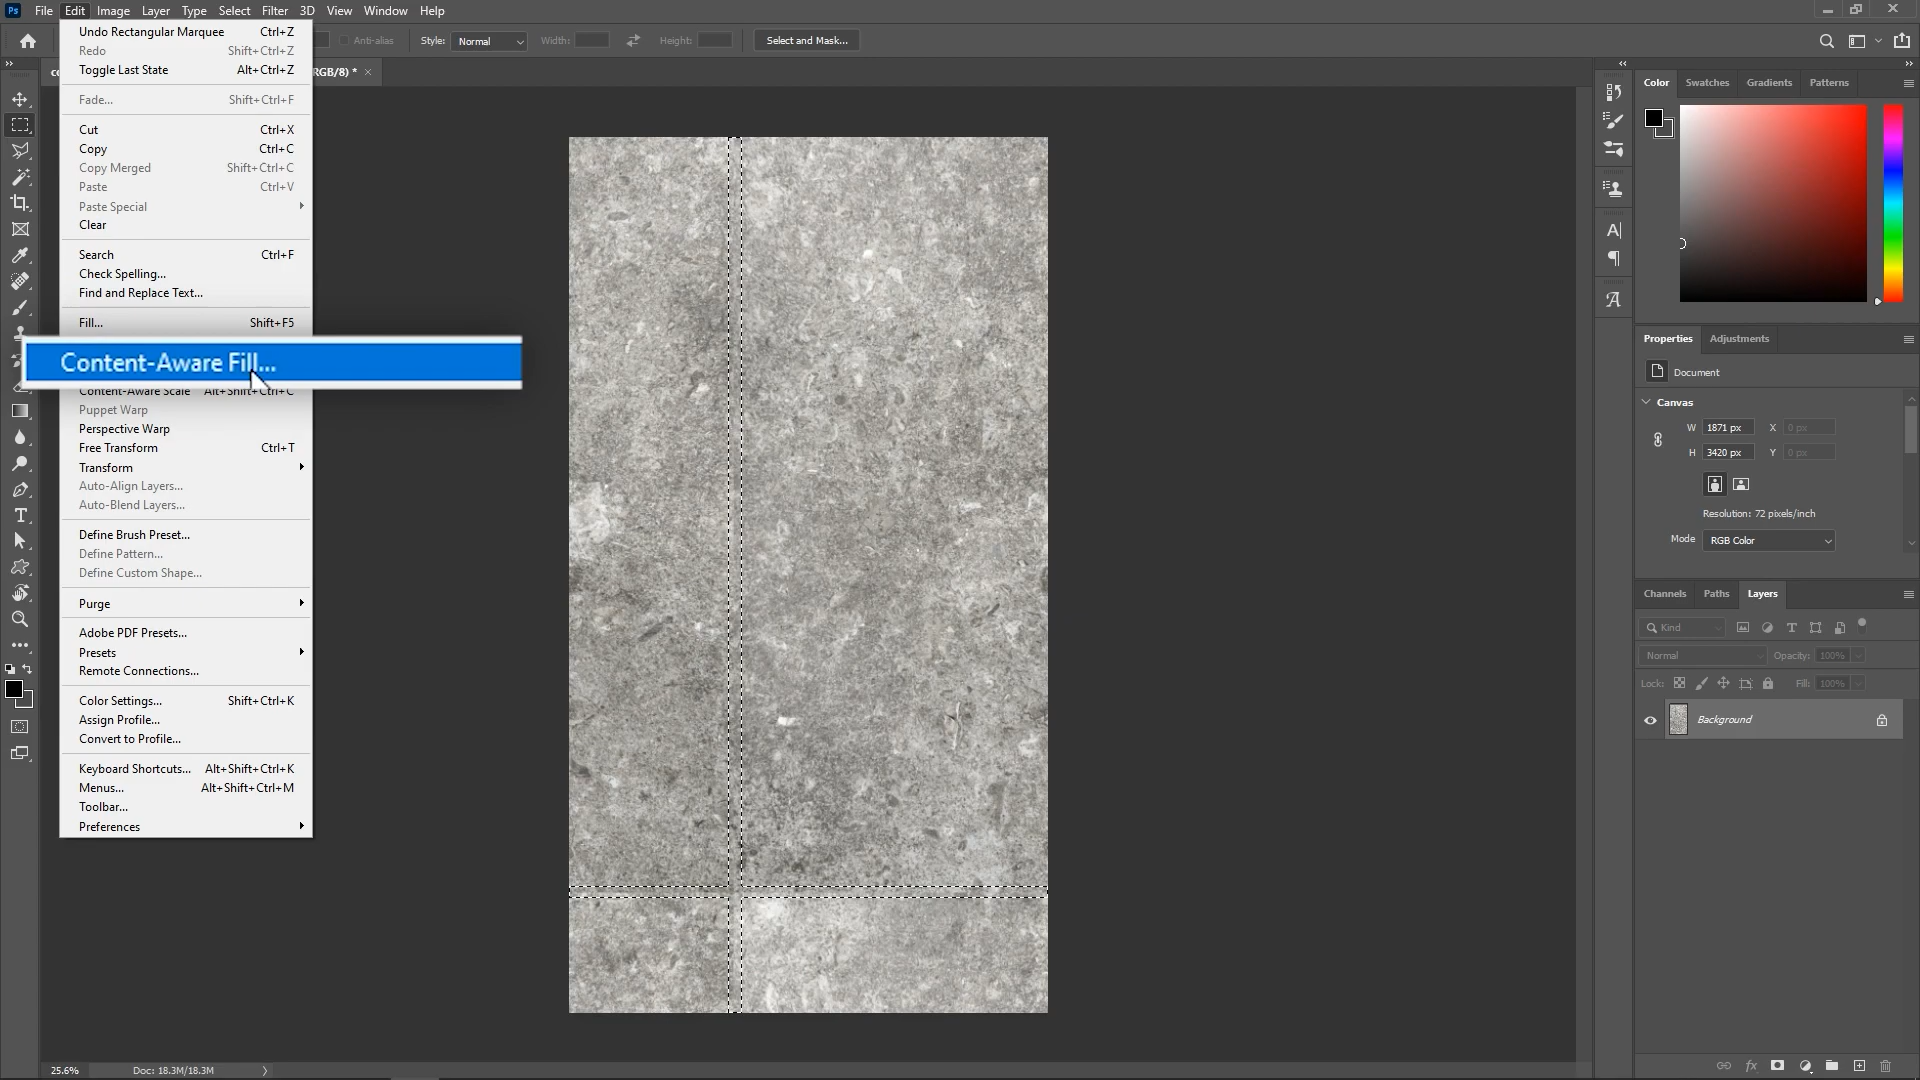 Ps File Edit Image Layer Type Select Filter 3D View Window Help
Anti-alias Style: Normal Width: Height: Select and Mask...
RGB/8) * ×
Undo Rectangular Marquee Ctrl+Z
Redo Shift+Ctrl+Z
Toggle Last State Alt+Ctrl+Z
Fade... Shift+Ctrl+F
Cut Ctrl+X
Copy Ctrl+C
Copy Merged Shift+Ctrl+C
Paste Ctrl+V
Paste Special
Clear
Search Ctrl+F
Check Spelling...
Find and Replace Text...
Fill... Shift+F5
Content-Aware Fill...
Content-Aware Scale Alt+Shift+Ctrl+C
Puppet Warp
Perspective Warp
Free Transform Ctrl+T
Transform
Auto-Align Layers...
Auto-Blend Layers...
Define Brush Preset...
Define Pattern...
Define Custom Shape...
Purge
Adobe PDF Presets...
Presets
Remote Connections...
Color Settings... Shift+Ctrl+K
Assign Profile...
Convert to Profile...
Keyboard Shortcuts... Alt+Shift+Ctrl+K
Menus... Alt+Shift+Ctrl+M
Toolbar...
Preferences
25.6% Doc: 18.3M/18.3M
Color Swatches Gradients Patterns
Properties Adjustments
Document
Canvas
W 1871 px X 0 px
H 3420 px Y 0 px
Resolution: 72 pixels/inch
Mode RGB Color
Channels Paths Layers
Kind
Normal Opacity: 100%
Lock: Fill: 100%
Background
fx